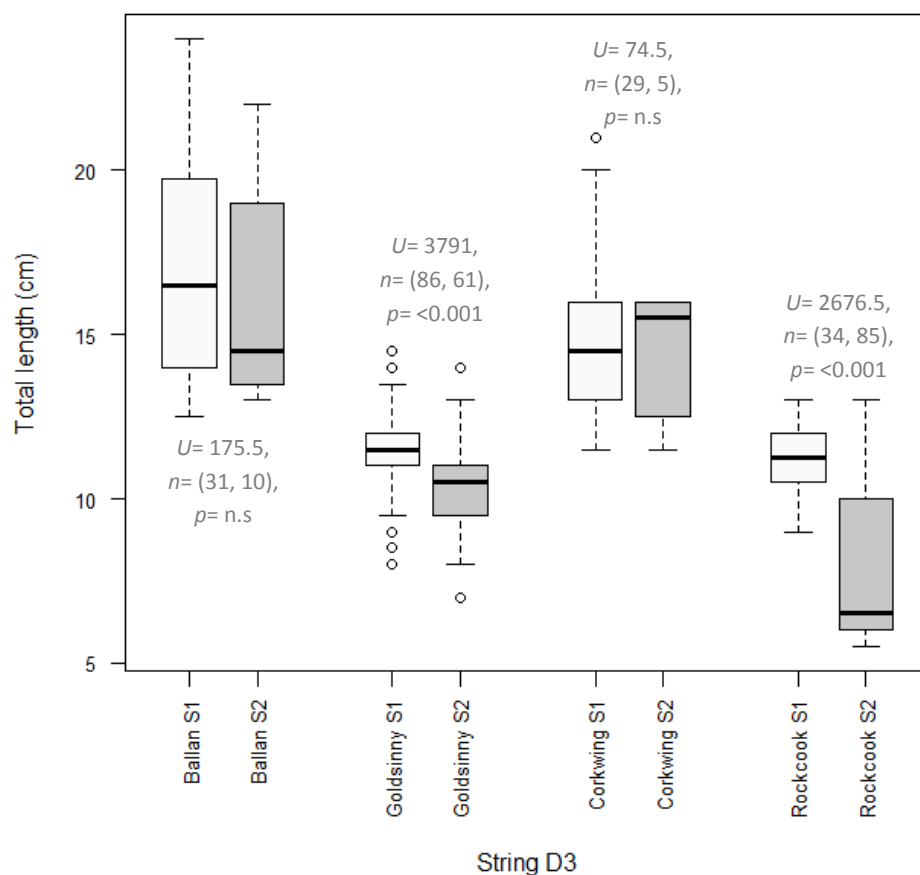 U= 74.5,
n= (29, 5),
p= n.s
20
U= 3791,
n= (86, 61),
p= <0.001
U= 2676.5,
n= (34, 85),
p= <0.001
15
Total length (cm)
U= 175.5,
n= (31, 10),
p= n.s
10
5
Ballan S1
Ballan S2
Goldsinny S1
Goldsinny S2
Corkwing S1
Corkwing S2
Rockcook S1
Rockcook S2
String D3